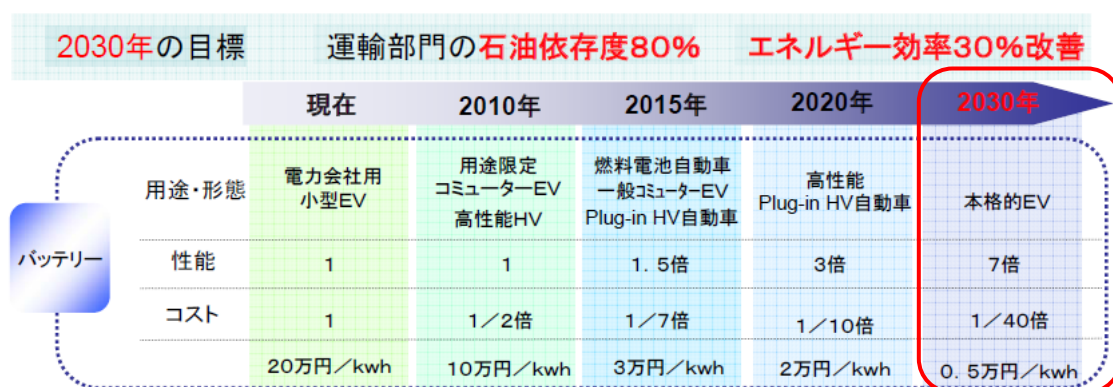 2030年の目標 運輸部門の石油依存度80% エネルギー効率30%改善
現在 2010年 2015年 2020年 2030年
バッテリー
用途・形態
電力会社用
小型EV
用途限定
コミューターEV
高性能HV
燃料電池自動車
一般コミューターEV
Plug-in HV自動車
高性能
Plug-in HV自動車
本格的EV
性能 1 1 1.5倍 3倍 7倍
コスト 1 1/2倍 1/7倍 1/10倍 1/40倍
20万円/kwh 10万円/kwh 3万円/kwh 2万円/kwh 0.5万円/kwh